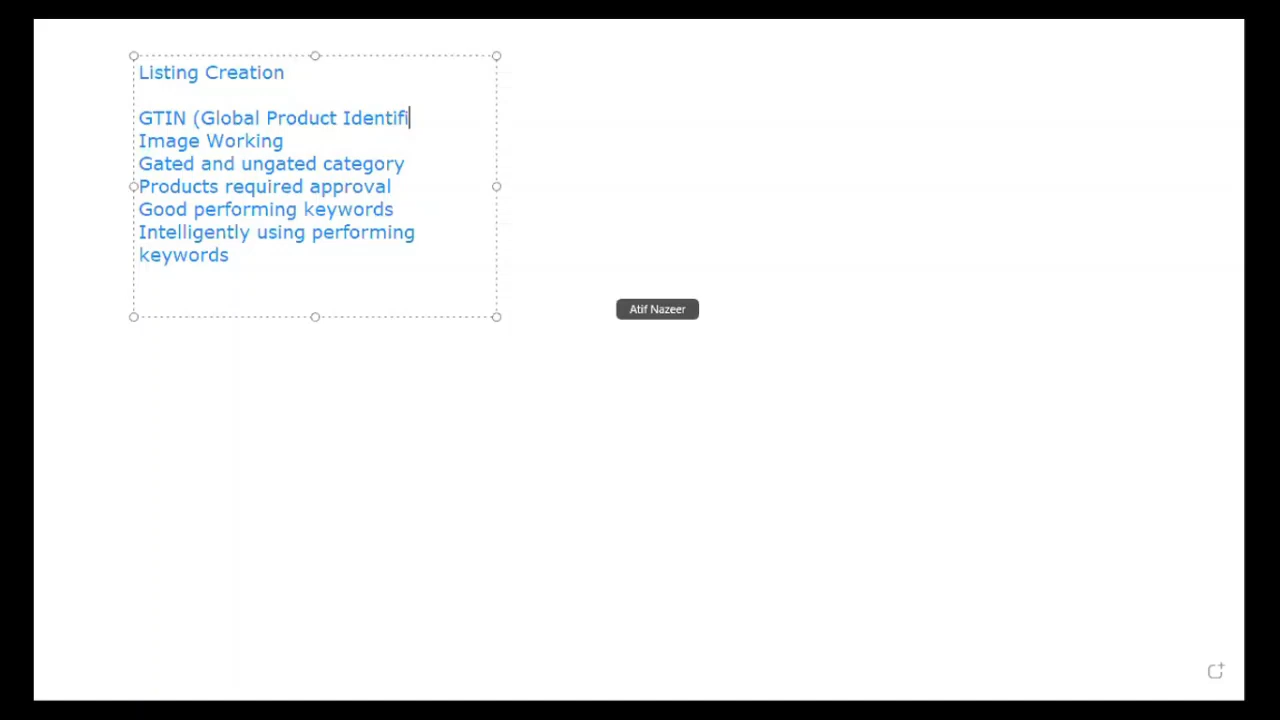 Listing Creation
GTIN (Global Product Identifi
Image Working
Gated and ungated category
Products required approval
Good performing keywords
Intelligently using performing
keywords
Atif Nazeer